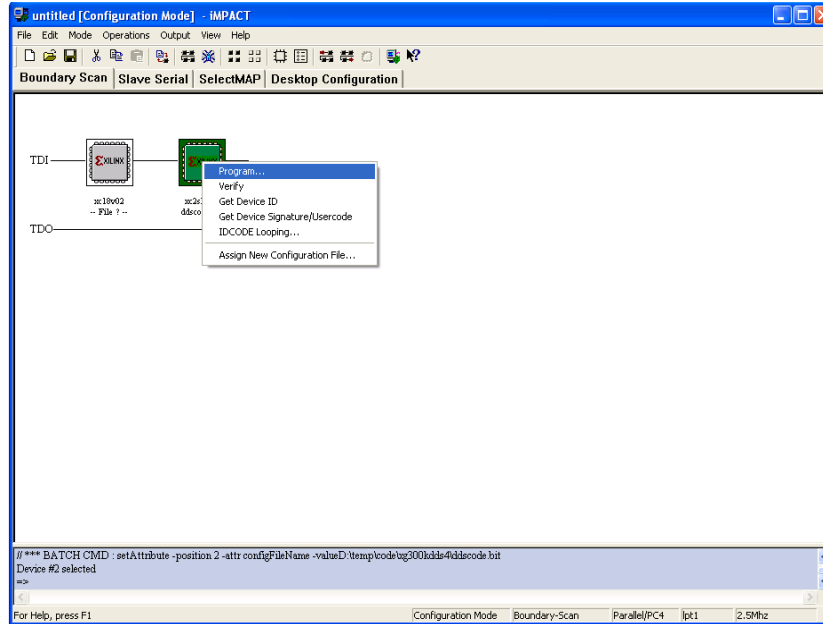 untitled [Configuration Mode] - iMPACT
File Edit Mode Operations Output View Help
Boundary Scan Slave Serial SelectMAP Desktop Configuration
TDI XILINX
xc18v02
-- File ? --
Program...
Verify
Get Device ID
Get Device Signature/Usercode
IDCODE Looping...
Assign New Configuration File...
TDO
// *** BATCH CMD : setAttribute -position 2 -attr configFileName -valueD:\temp\code\xg300kdds4\ddscode.bit
Device #2 selected
=>
For Help, press F1 Configuration Mode Boundary-Scan Parallel/PC4 lpt1 2.5Mhz